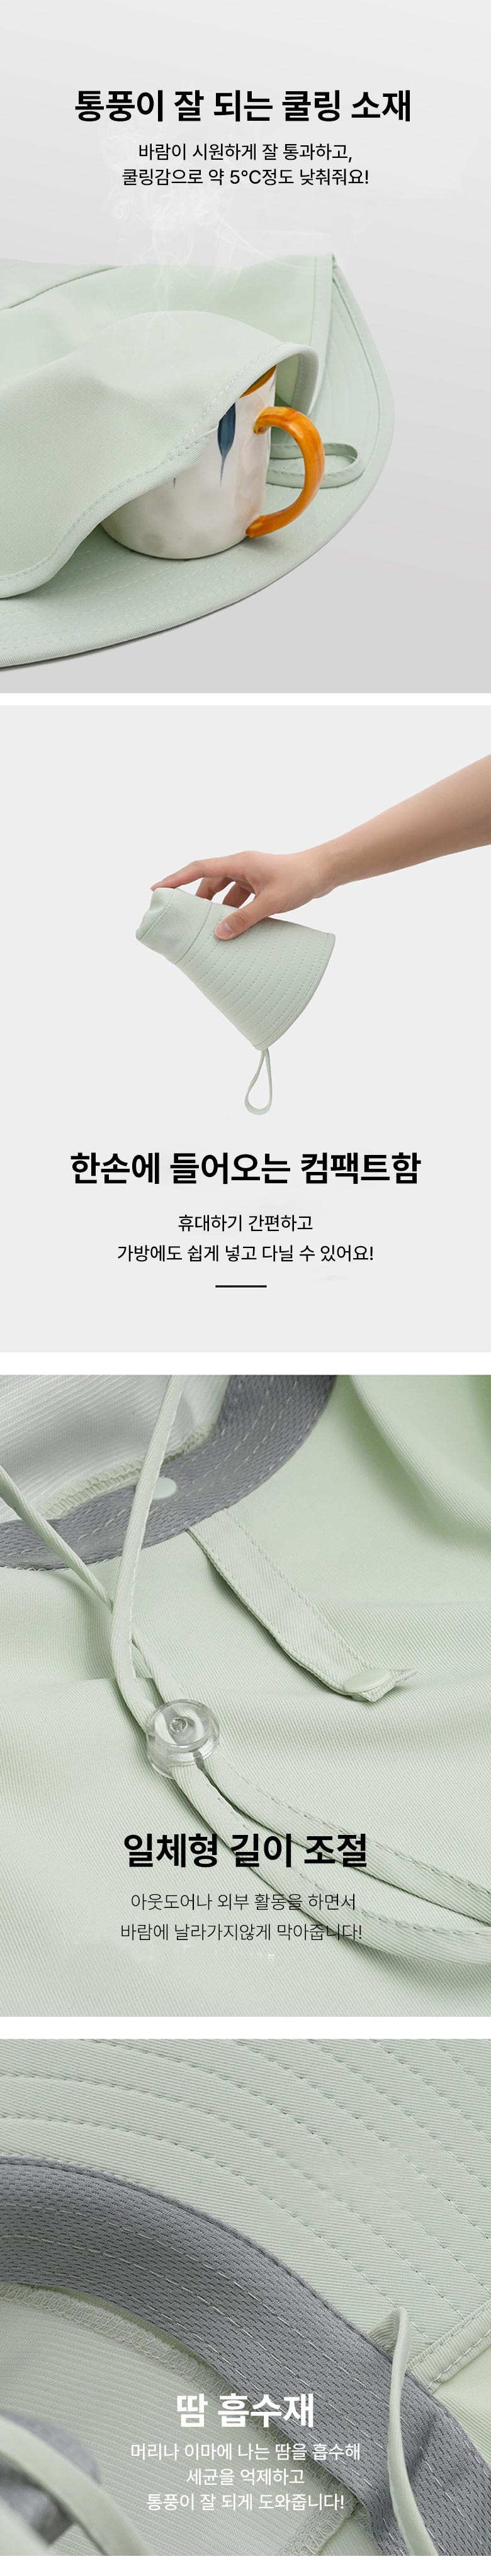 통풍이 잘 되는 쿨링 소재
바람이 시원하게 잘 통과하고,
쿨링감으로 약 5°C정도 낮춰줘요!
한손에 들어오는 컴팩트함
휴대하기 간편하고
가방에도 쉽게 넣고 다닐 수 있어요!
일체형 길이 조절
아웃도어나 외부 활동을 하면서
바람에 날라가지않게 막아줍니다!
땀 흡수재
머리나 이마에 나는 땀을 흡수해
세균을 억제하고
통풍이 잘 되게 도와줍니다!